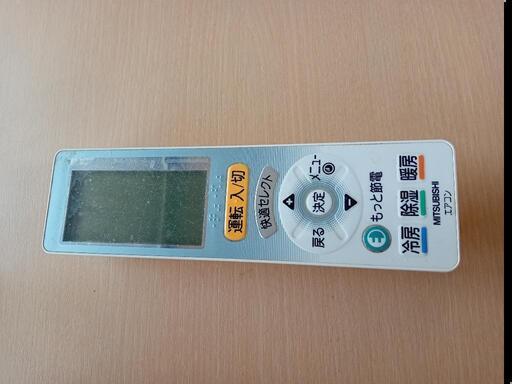 運転 入/切
快適セレクト
メニュー
+
戻る 決定
−
E もっと節電
冷房 除湿 暖房
MITSUBISHI
エアコン